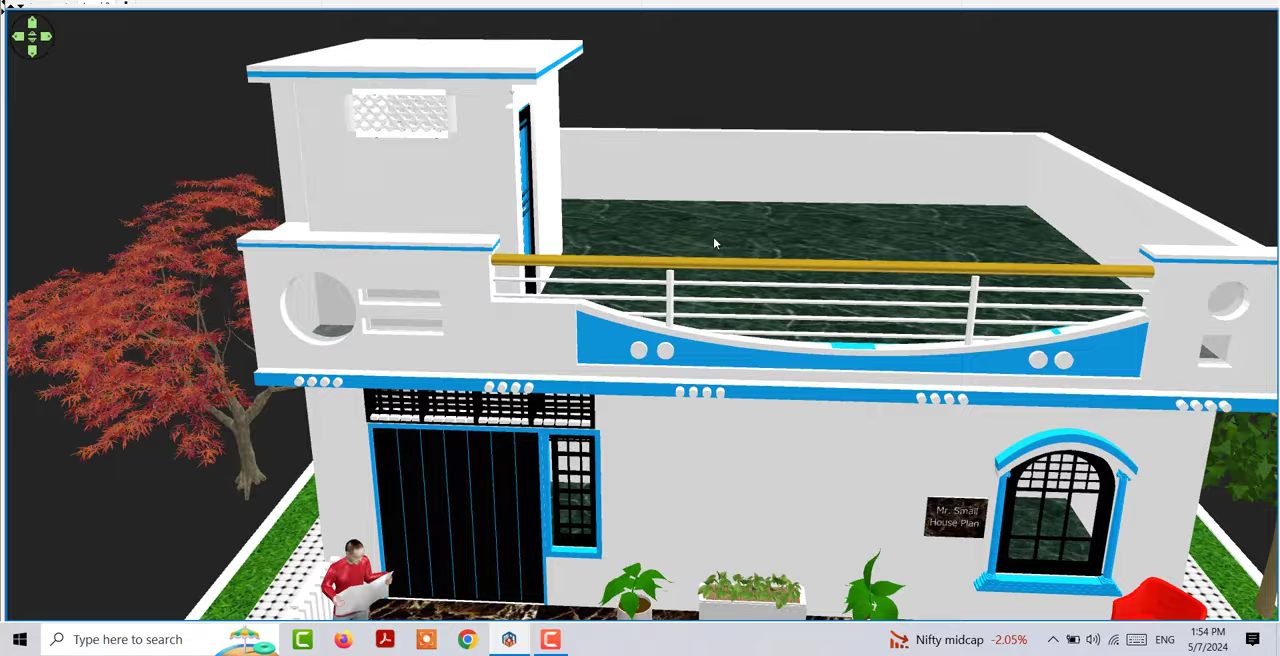 Mr. Small
House Plan
Type here to search
Nifty midcap -2.05%
ENG
1:54 PM
5/7/2024